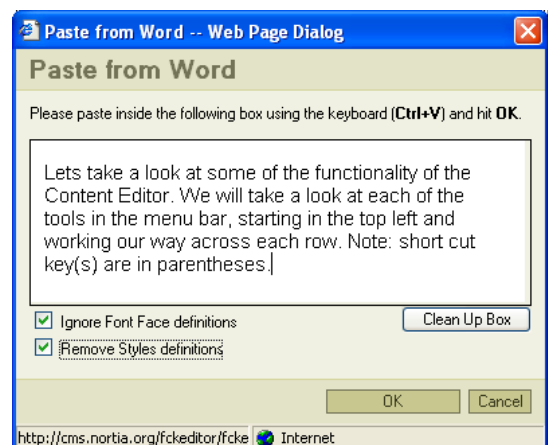 Paste from Word -- Web Page Dialog
Paste from Word
Please paste inside the following box using the keyboard (Ctrl+V) and hit OK.
Lets take a look at some of the functionality of the
Content Editor. We will take a look at each of the
tools in the menu bar, starting in the top left and
working our way across each row. Note: short cut
key(s) are in parentheses.
Ignore Font Face definitions
Clean Up Box
Remove Styles definitions
OK
Cancel
http://cms.nortia.org/fckeditor/fcke
Internet